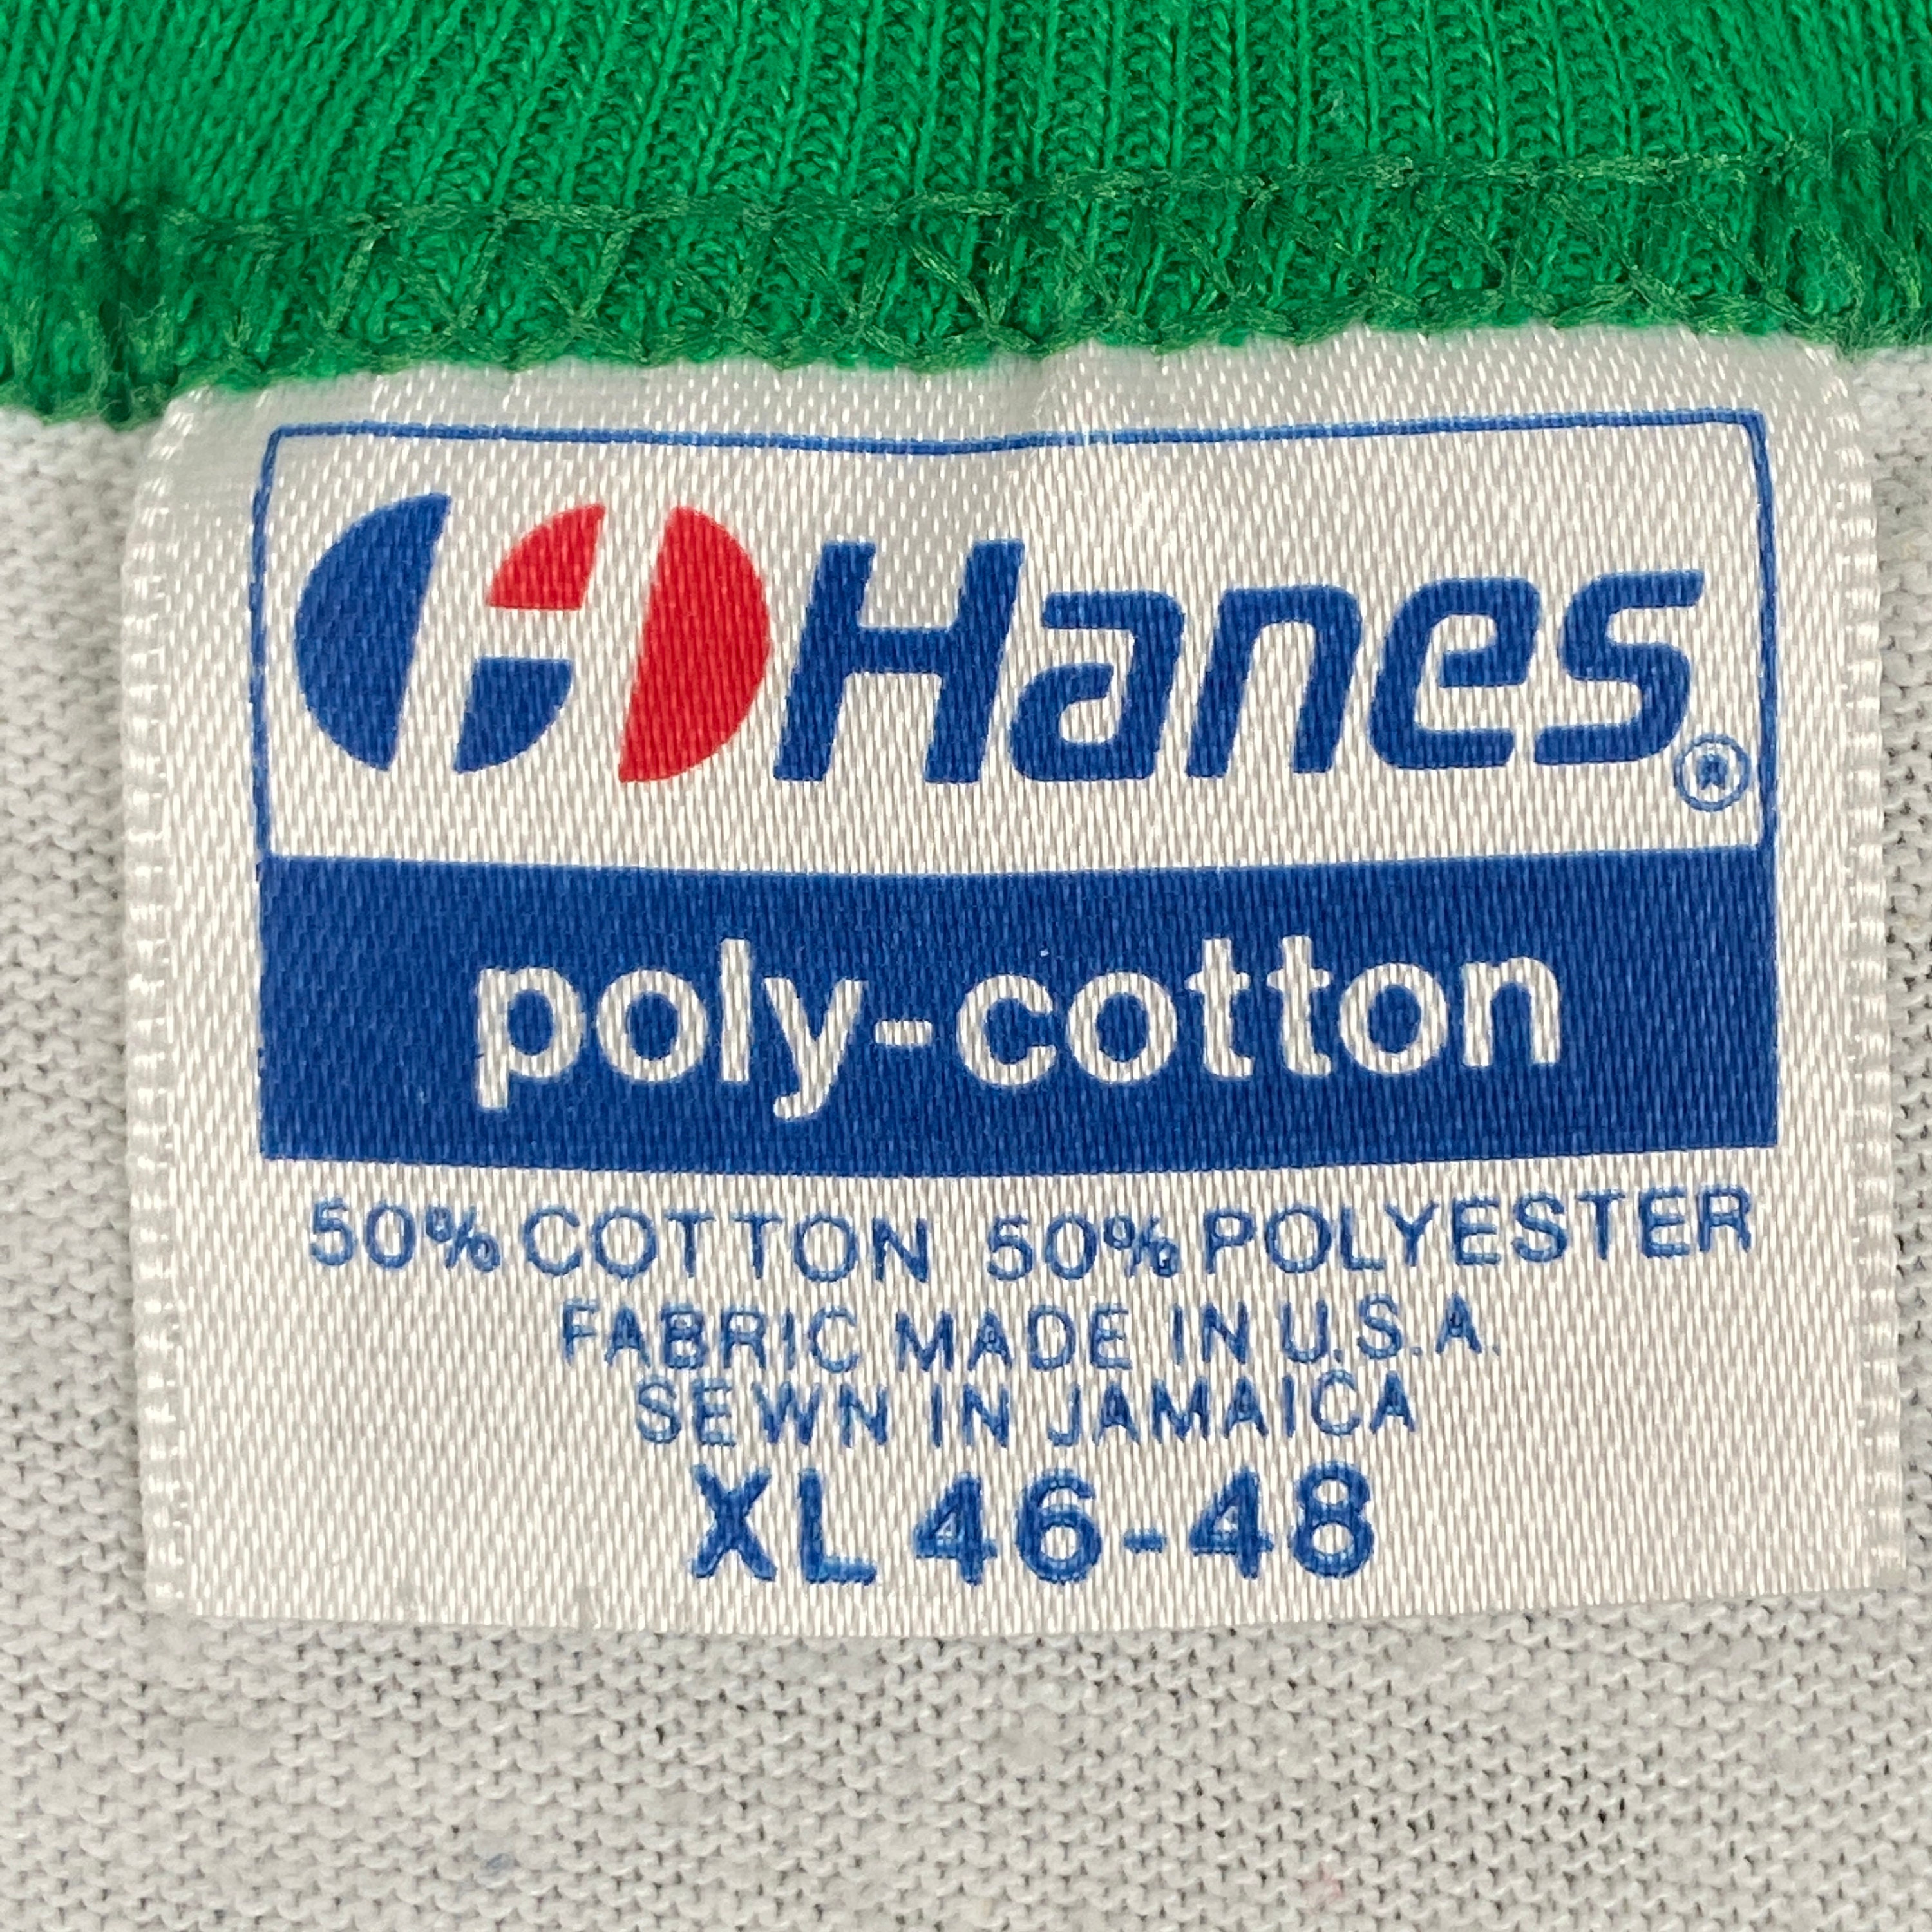 Hanes®
poly-cotton
50% COTTON 50% POLYESTER
FABRIC MADE IN U.S.A.
SEWN IN JAMAICA
XL 46-48